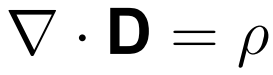 ∇ · D = ρ